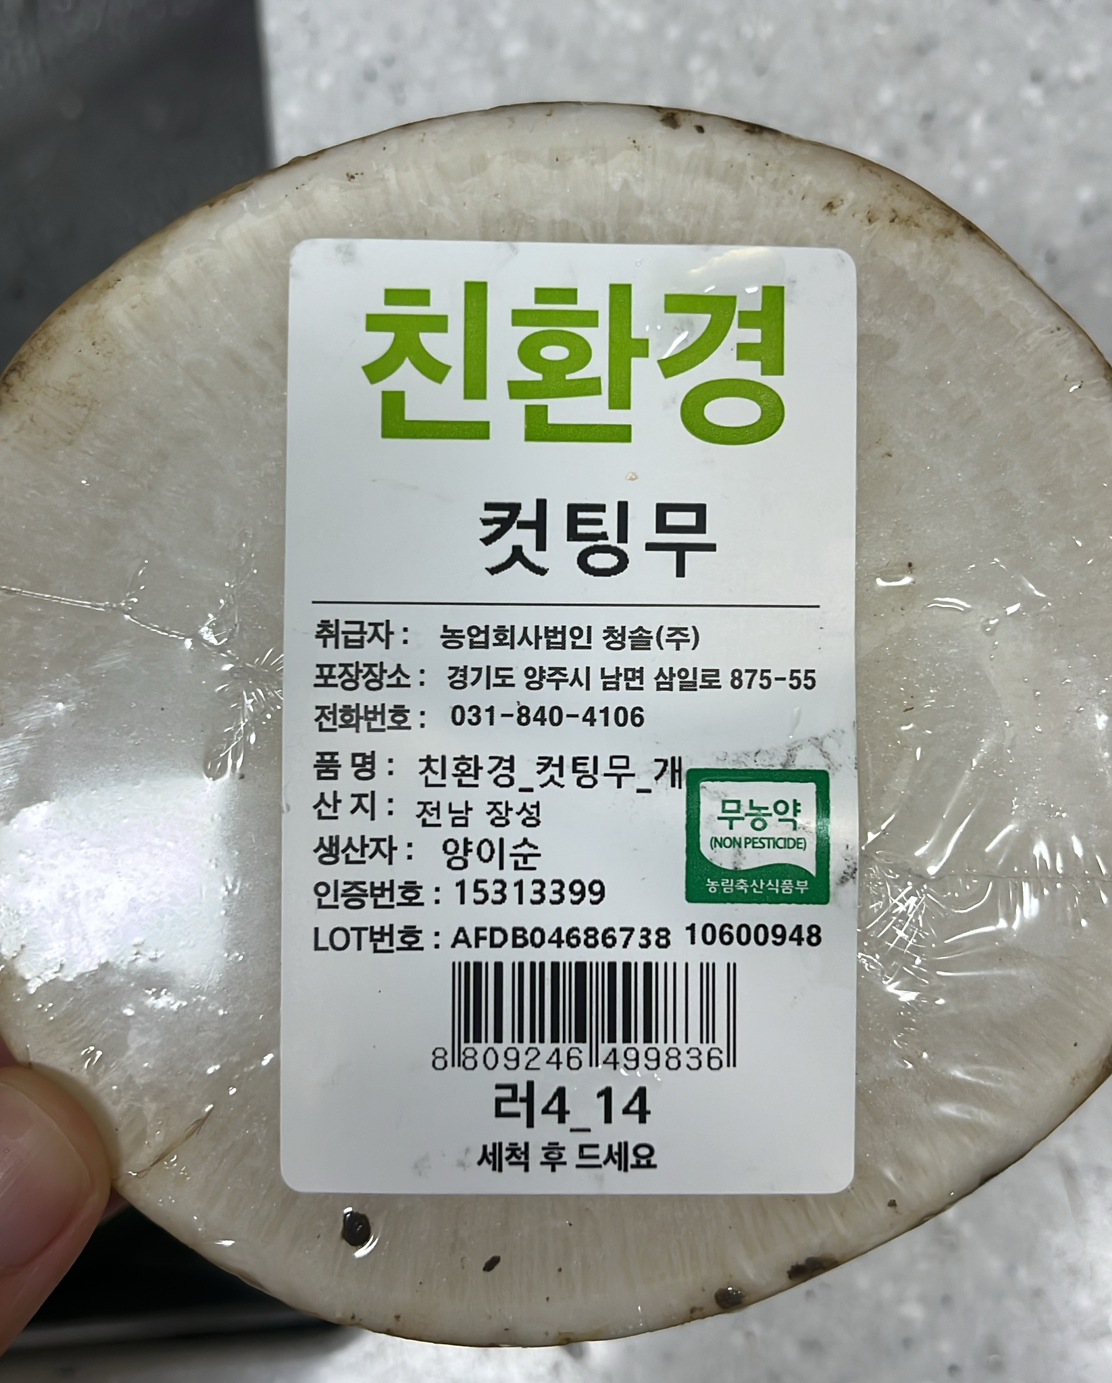 친환경
컷팅무
취급자 : 농업회사법인 청솔(주)
포장장소 : 경기도 양주시 남면 삼일로 875-55
전화번호 : 031-840-4106
품 명 : 친환경_컷팅무_개
산 지 : 전남 장성
생산자 : 양이순
인증번호 : 15313399
무농약
(NON PESTICIDE)
농림축산식품부
LOT번호 : AFDB04686738 10600948
8 809246 499836
러4_14
세척 후 드세요